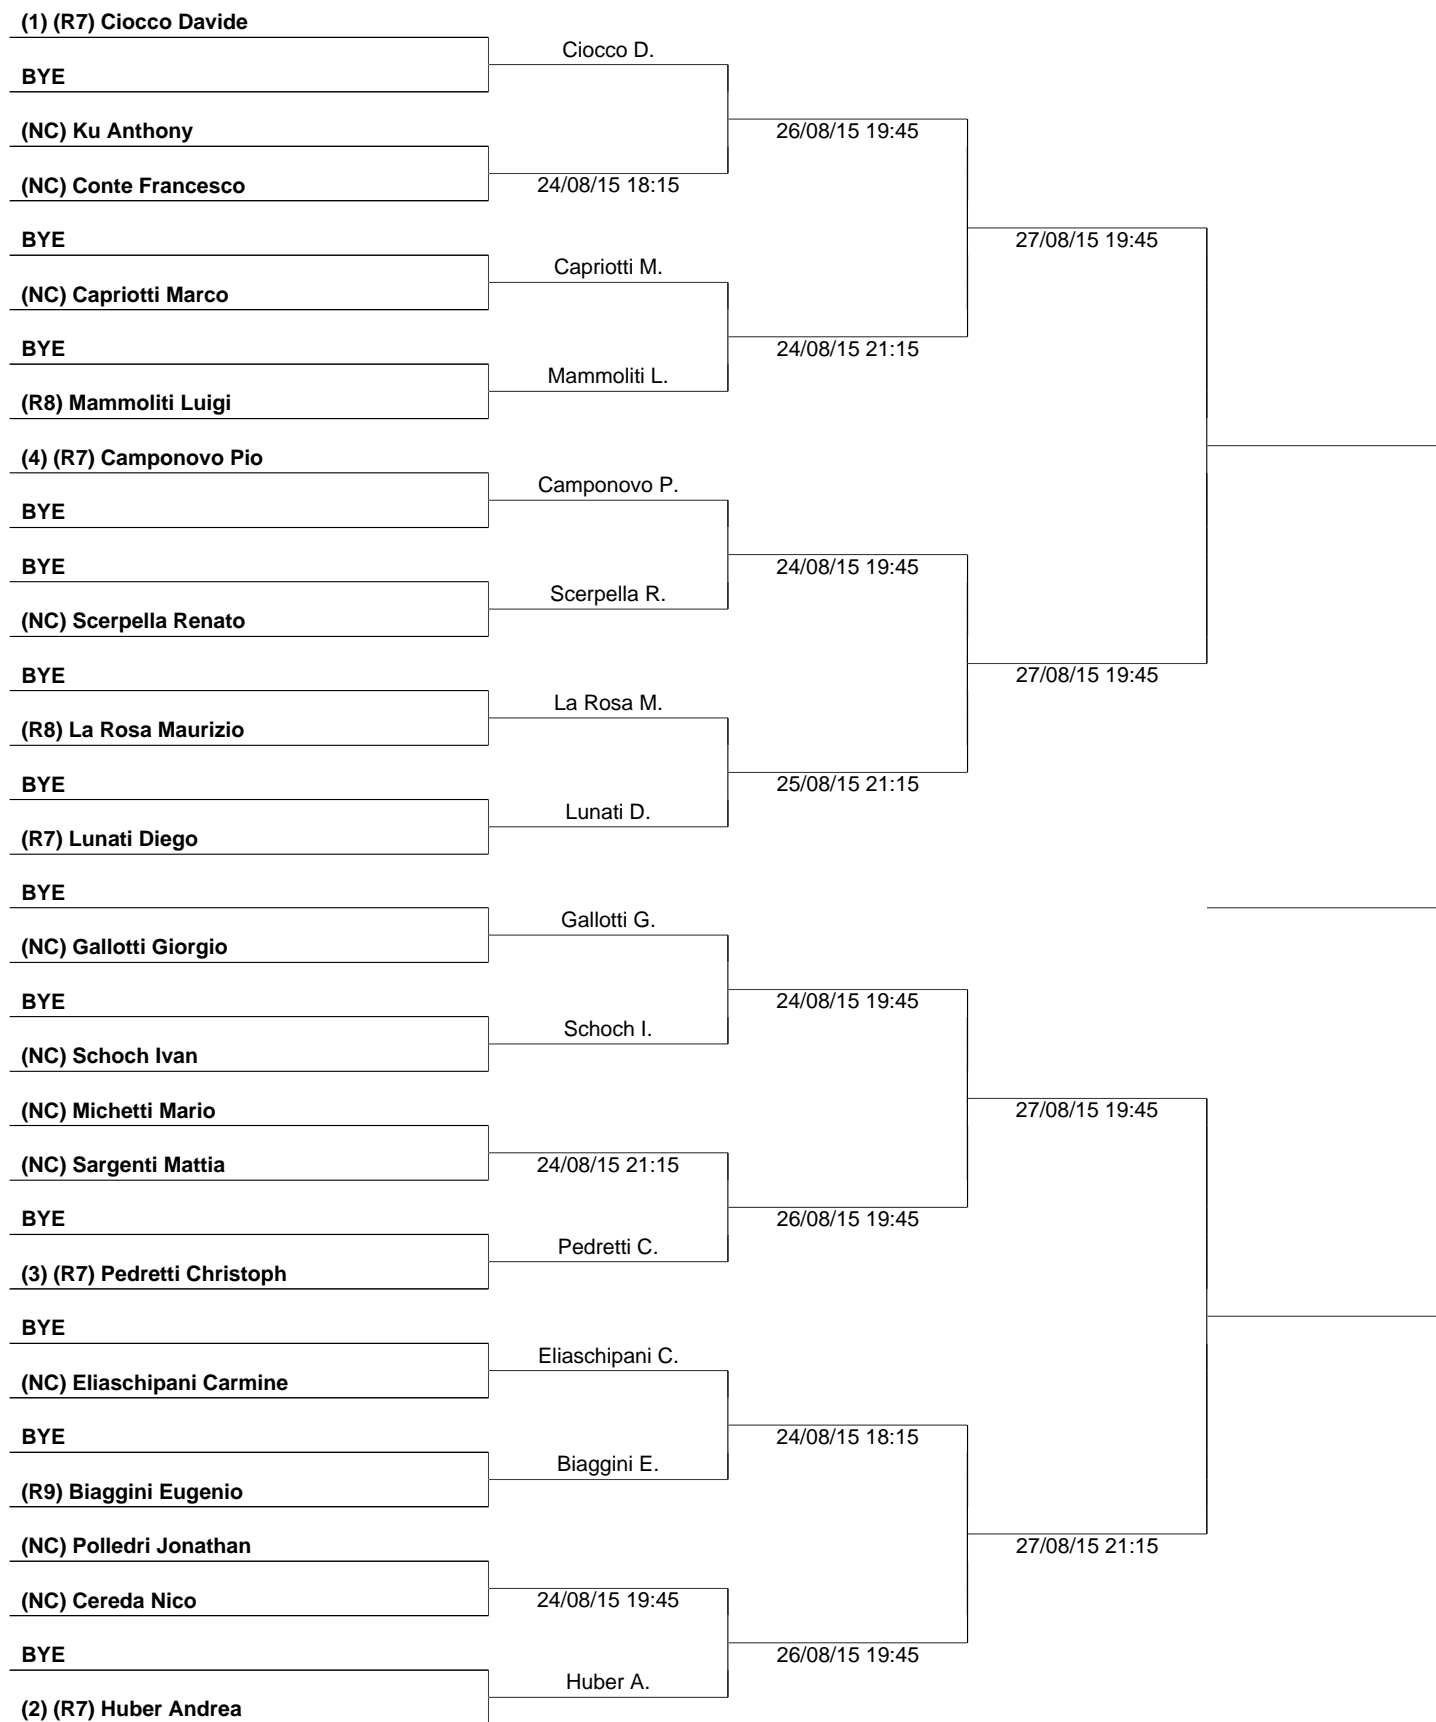 (1) (R7) Ciocco Davide
Ciocco D.
BYE
(NC) Ku Anthony
26/08/15 19:45
(NC) Conte Francesco
24/08/15 18:15
BYE
27/08/15 19:45
Capriotti M.
(NC) Capriotti Marco
BYE
24/08/15 21:15
Mammoliti L.
(R8) Mammoliti Luigi
(4) (R7) Camponovo Pio
Camponovo P.
BYE
BYE
24/08/15 19:45
Scerpella R.
(NC) Scerpella Renato
BYE
27/08/15 19:45
La Rosa M.
(R8) La Rosa Maurizio
BYE
25/08/15 21:15
Lunati D.
(R7) Lunati Diego
BYE
Gallotti G.
(NC) Gallotti Giorgio
BYE
24/08/15 19:45
Schoch I.
(NC) Schoch Ivan
(NC) Michetti Mario
27/08/15 19:45
(NC) Sargenti Mattia
24/08/15 21:15
BYE
26/08/15 19:45
Pedretti C.
(3) (R7) Pedretti Christoph
BYE
Eliaschipani C.
(NC) Eliaschipani Carmine
BYE
24/08/15 18:15
Biaggini E.
(R9) Biaggini Eugenio
(NC) Polledri Jonathan
27/08/15 21:15
(NC) Cereda Nico
24/08/15 19:45
BYE
26/08/15 19:45
Huber A.
(2) (R7) Huber Andrea